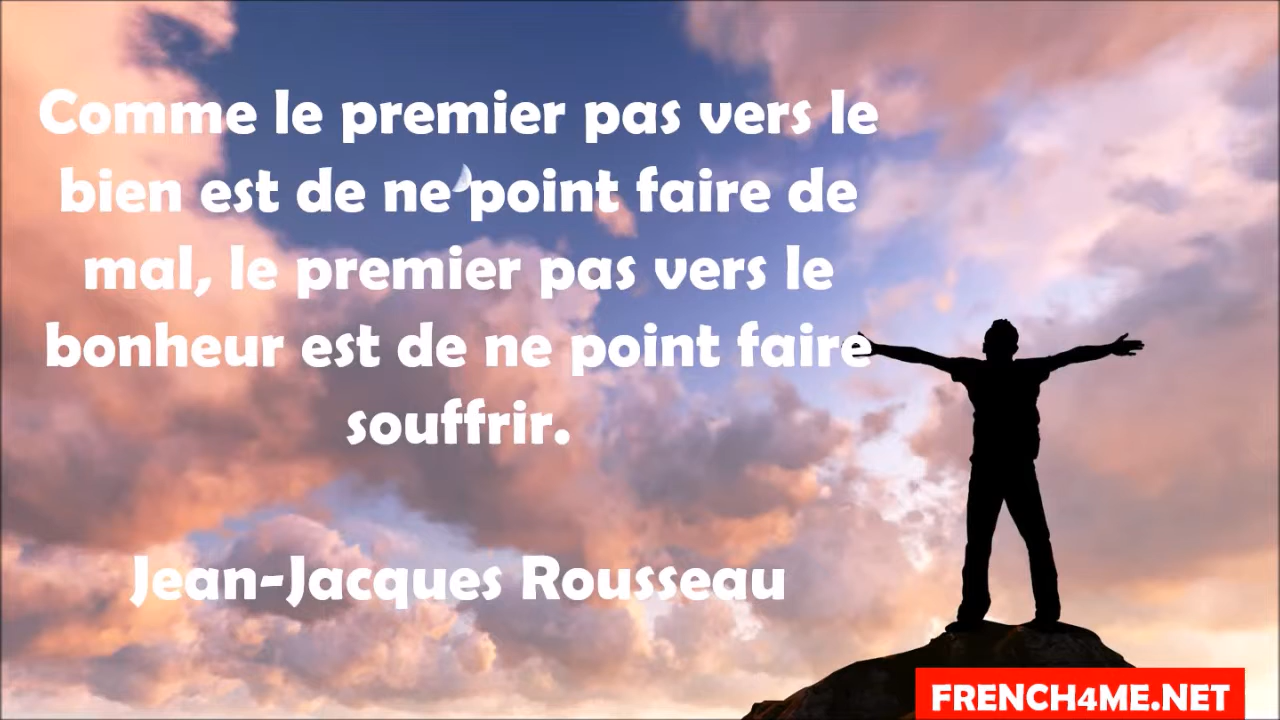 Comme le premier pas vers le
bien est de ne point faire de
mal, le premier pas vers le
bonheur est de ne point faire
souffrir.
Jean-Jacques Rousseau
FRENCH4ME.NET